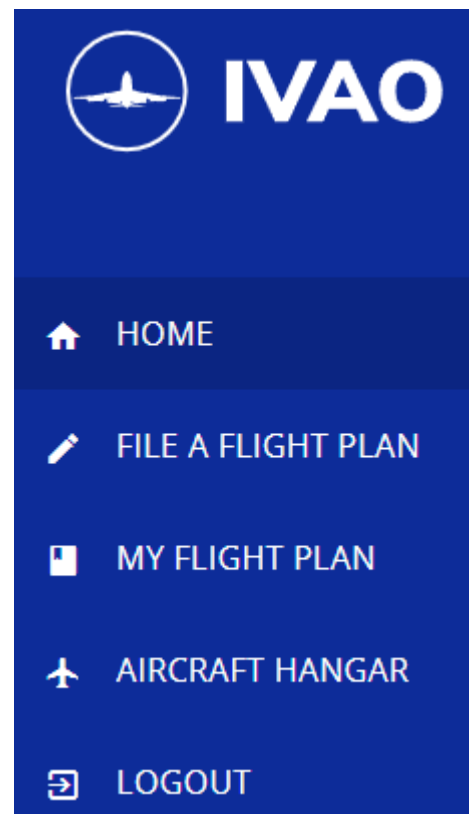 IVAO
HOME
FILE A FLIGHT PLAN
MY FLIGHT PLAN
AIRCRAFT HANGAR
LOGOUT